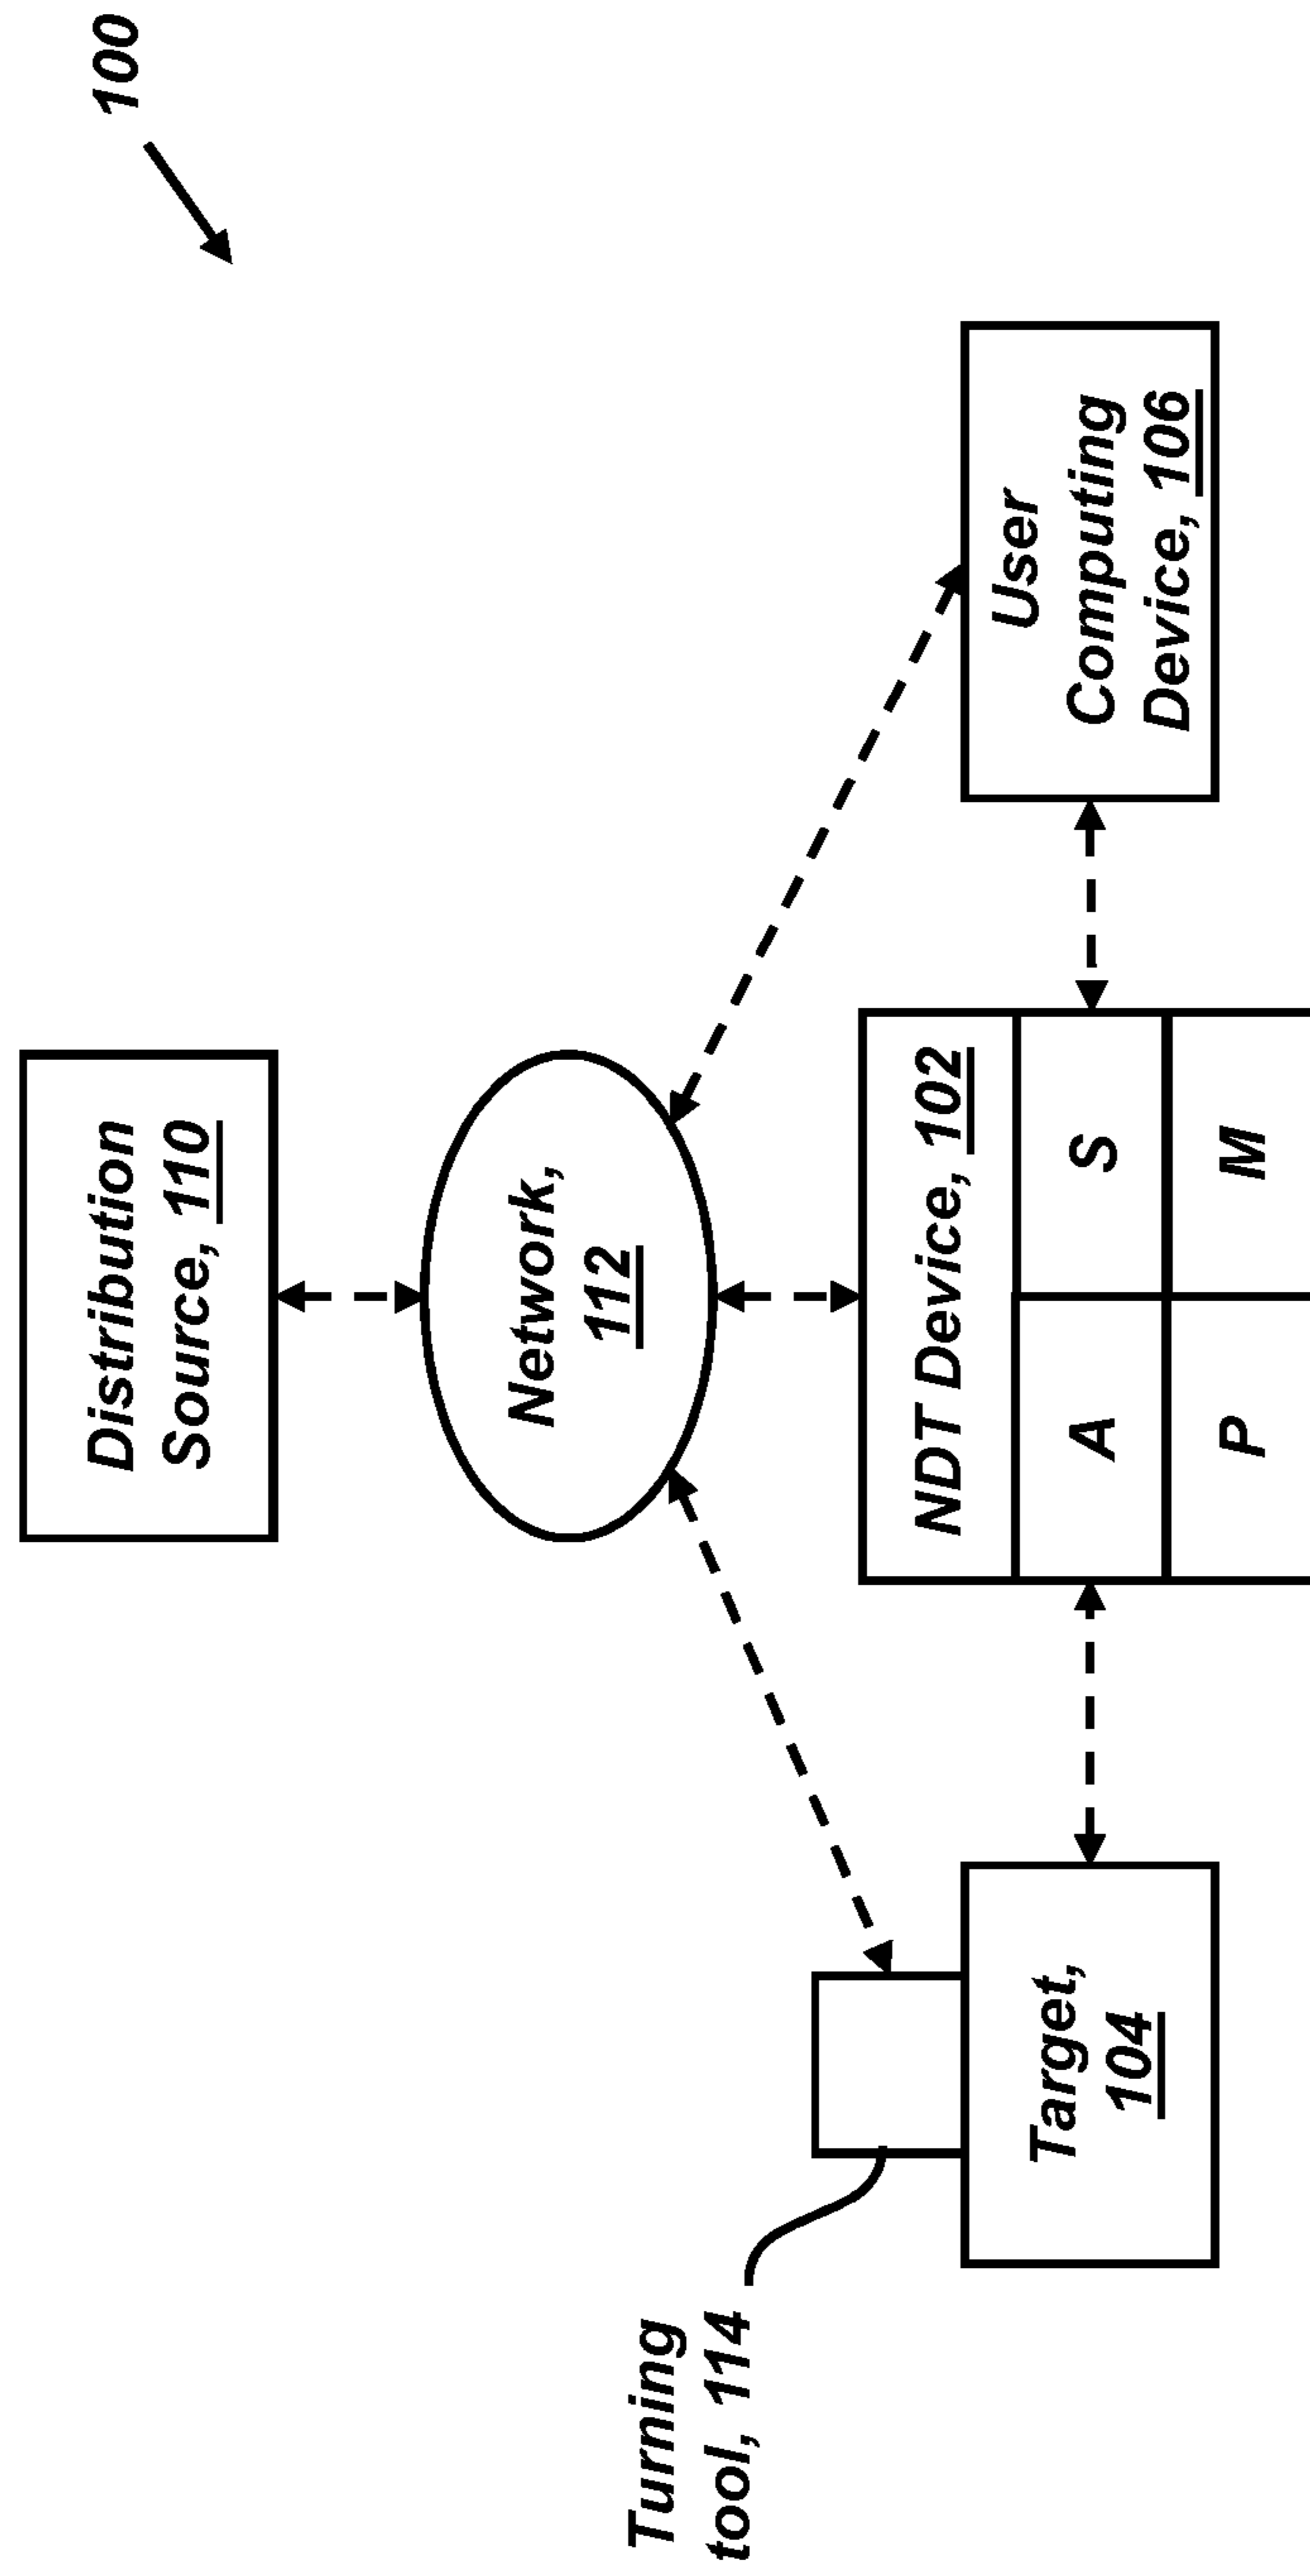 100
Distribution
Source, 110
Network,
112
Turning
tool, 114
NDT Device, 102
A
S
P
M
Target,
104
User
Computing
Device, 106